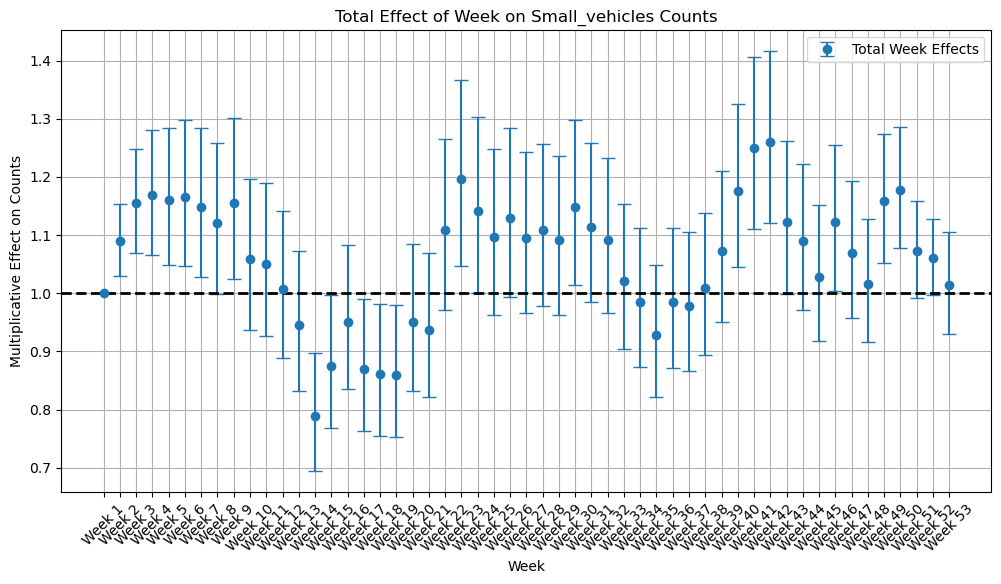 Total Effect of Week on Small_vehicles Counts
Total Week Effects
Multiplicative Effect on Counts
1.4
1.3
1.2
1.1
1.0
0.9
0.8
0.7
Week 1
Week 2
Week 3
Week 4
Week 5
Week 6
Week 7
Week 8
Week 9
Week 10
Week 11
Week 12
Week 13
Week 14
Week 15
Week 16
Week 17
Week 18
Week 19
Week 20
Week 21
Week 22
Week 23
Week 24
Week 25
Week 26
Week 27
Week 28
Week 29
Week 30
Week 31
Week 32
Week 33
Week 34
Week 35
Week 36
Week 37
Week 38
Week 39
Week 40
Week 41
Week 42
Week 43
Week 44
Week 45
Week 46
Week 47
Week 48
Week 49
Week 50
Week 51
Week 52
Week 53
Week